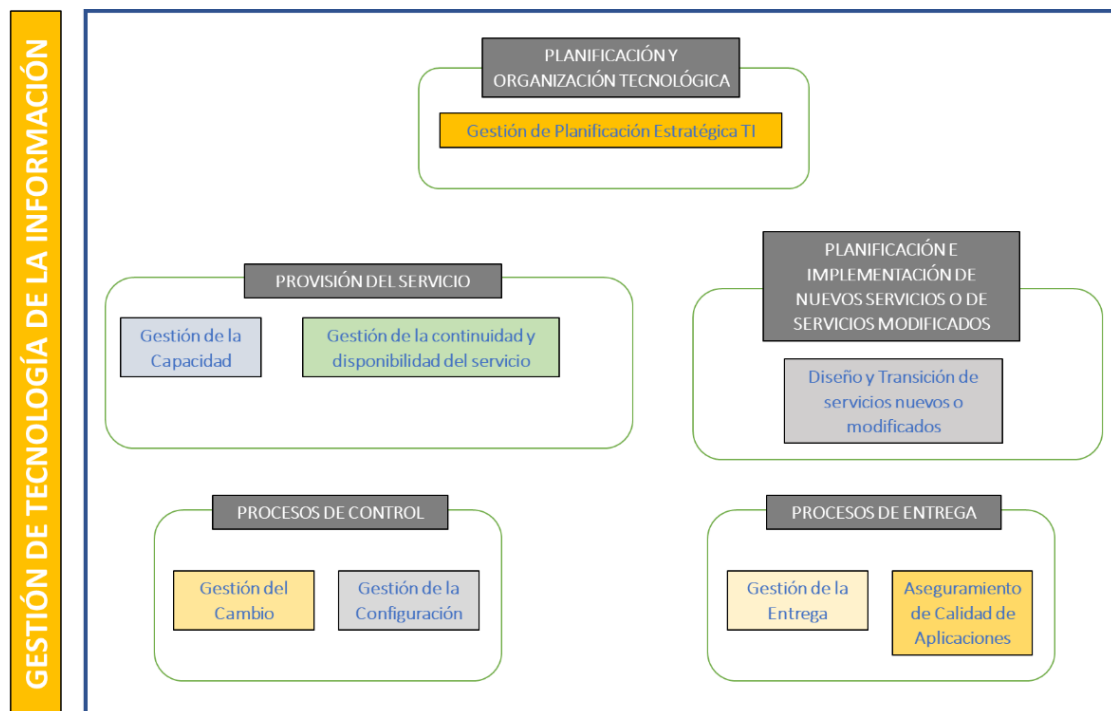 GESTIÓN DE TECNOLOGÍA DE LA INFORMACIÓN
PLANIFICACIÓN Y
ORGANIZACIÓN TECNOLÓGICA
Gestión de Planificación Estratégica TI
PROVISIÓN DEL SERVICIO
Gestión de la
Capacidad
Gestión de la continuidad y
disponibilidad del servicio
PLANIFICACIÓN E
IMPLEMENTACIÓN DE
NUEVOS SERVICIOS O DE
SERVICIOS MODIFICADOS
Diseño y Transición de
servicios nuevos o
modificados
PROCESOS DE CONTROL
Gestión del
Cambio
Gestión de la
Configuración
PROCESOS DE ENTREGA
Gestión de la
Entrega
Aseguramiento
de Calidad de
Aplicaciones